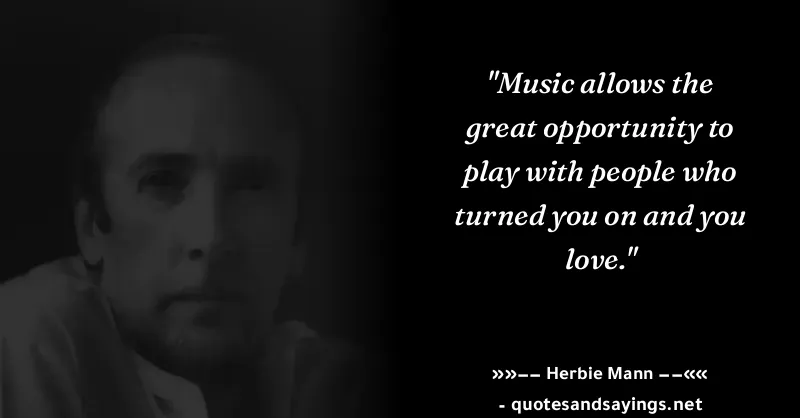 "Music allows the
great opportunity to
play with people who
turned you on and you
love."
»»−− Herbie Mann −−««
- quotesandsayings.net